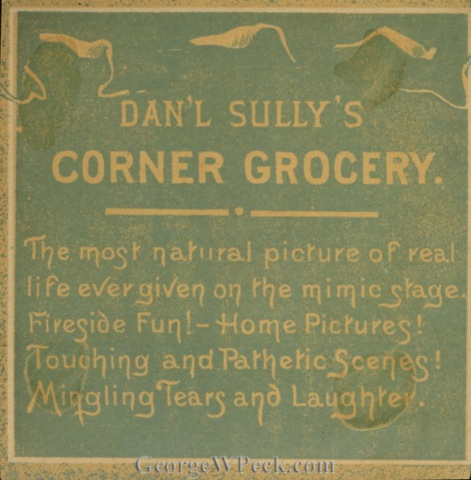 DAN'L SULLY'S
CORNER GROCERY.
The most natural picture of real
life ever given on the mimic stage.
Fireside Fun!-Home Pictures!
Touching and Pathetic Scenes!
Mingling Tears and Laughter.
GeorgeWPeck.com